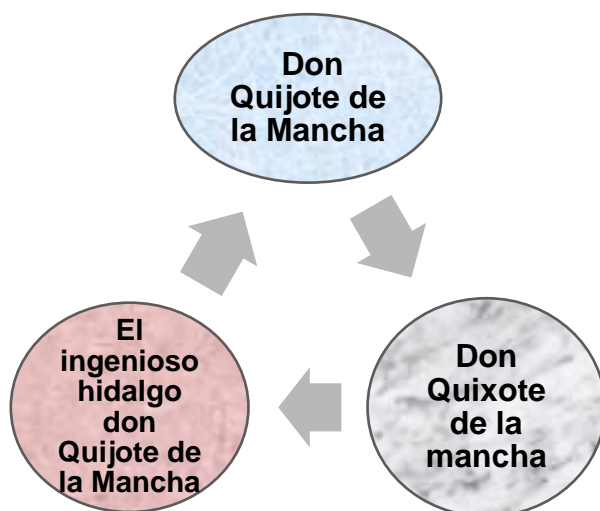 Don
Quijote de
la Mancha
Don
Quixote
de la
mancha
El
ingenioso
hidalgo
don
Quijote de
la Mancha